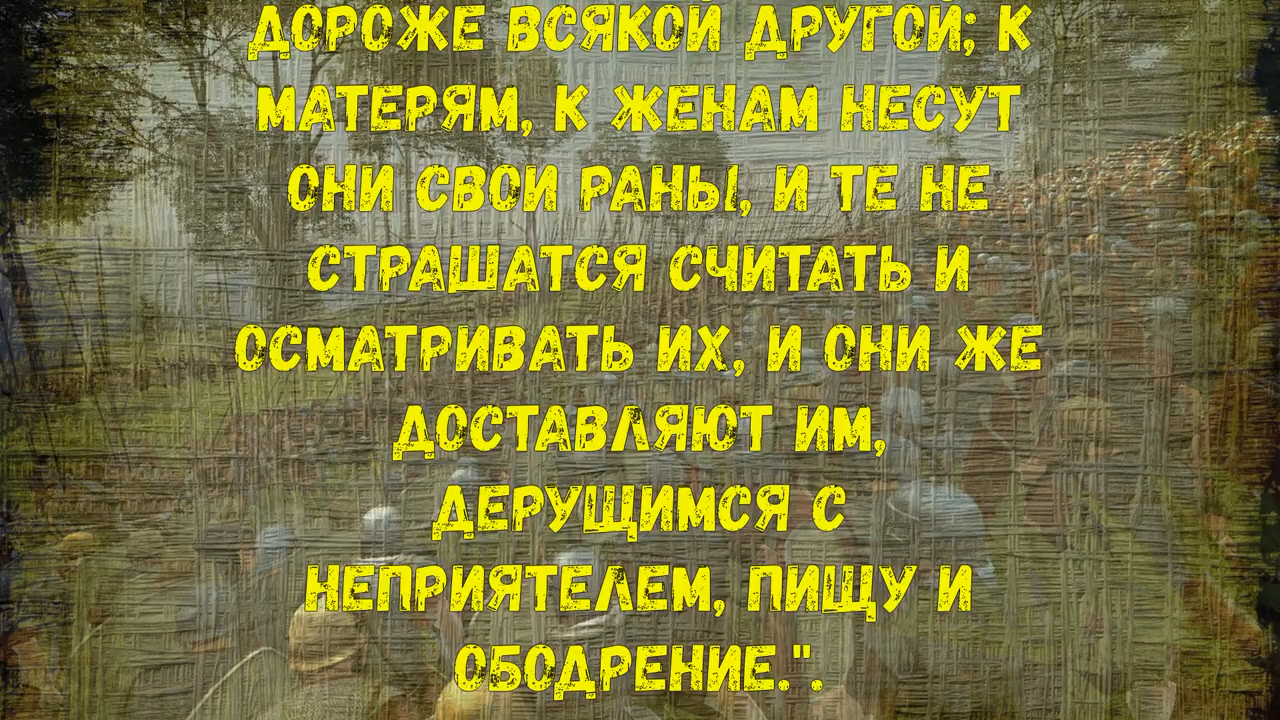 ДОРОЖЕ ВСЯКОЙ ДРУГОЙ; К
МАТЕРЯМ, К ЖЕНАМ НЕСУТ
ОНИ СВОИ РАНЫ, И ТЕ НЕ
СТРАШАТСЯ СЧИТАТЬ И
ОСМАТРИВАТЬ ИХ, И ОНИ ЖЕ
ДОСТАВЛЯЮТ ИМ,
ДЕРУЩИМСЯ С
НЕПРИЯТЕЛЕМ, ПИЩУ И
ОБОДРЕНИЕ.".